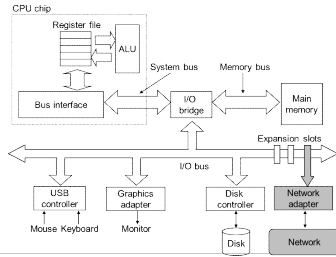 CPU chip
Register file
ALU
System bus
Memory bus
Bus interface
I/O
bridge
Main
memory
Expansion slots
I/O bus
USB
controller
Graphics
adapter
Disk
controller
Network
adapter
Mouse Keyboard
Monitor
Disk
Network